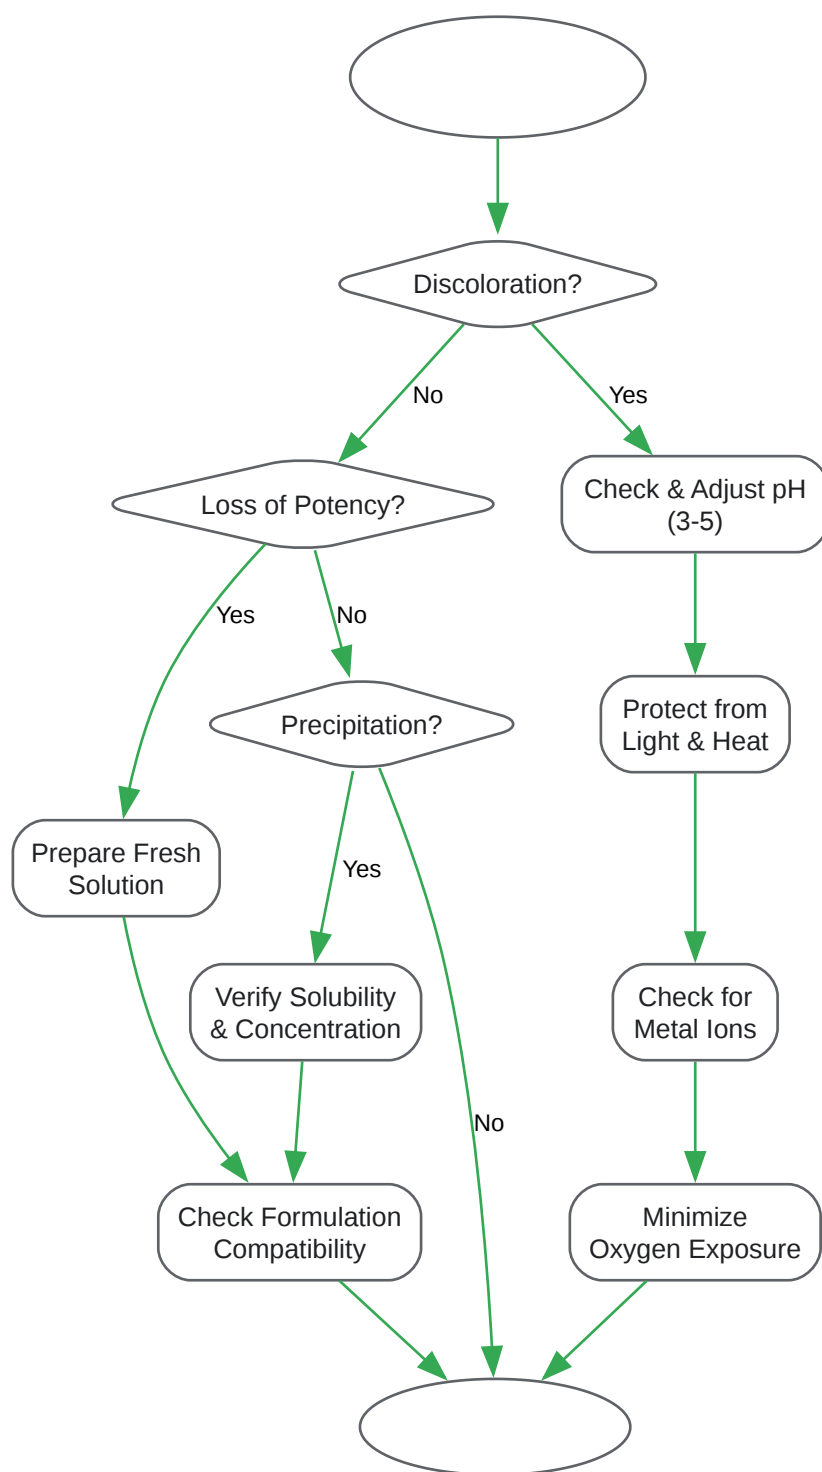 Discoloration?
No
Yes
Loss of Potency?
Check & Adjust pH
(3-5)
Yes
No
Precipitation?
Protect from
Light & Heat
Prepare Fresh
Solution
Yes
Verify Solubility
& Concentration
Check for
Metal Ions
No
Check Formulation
Compatibility
Minimize
Oxygen Exposure